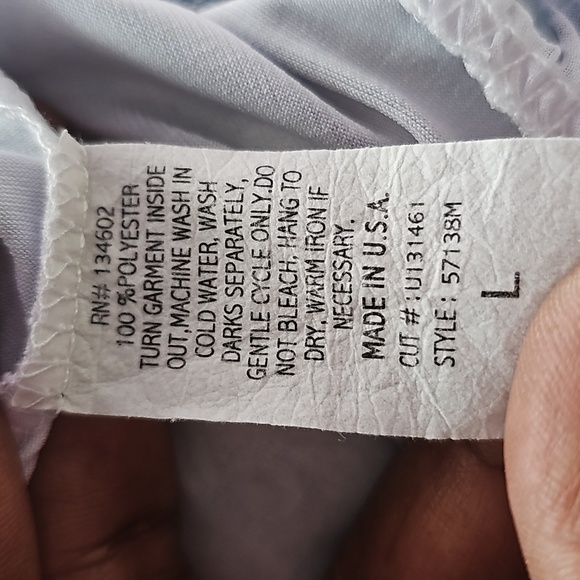 RN# 134602
100 %POLYESTER
TURN GARMENT INSIDE
OUT,MACHINE WASH IN
COLD WATER, WASH
DARKS SEPARATELY,
GENTLE CYCLE ONLY.DO
NOT BLEACH, HANG TO
DRY, WARM IRON IF
NECESSARY.
MADE IN U.S.A.
CUT #:U131461
STYLE: 57138M
L